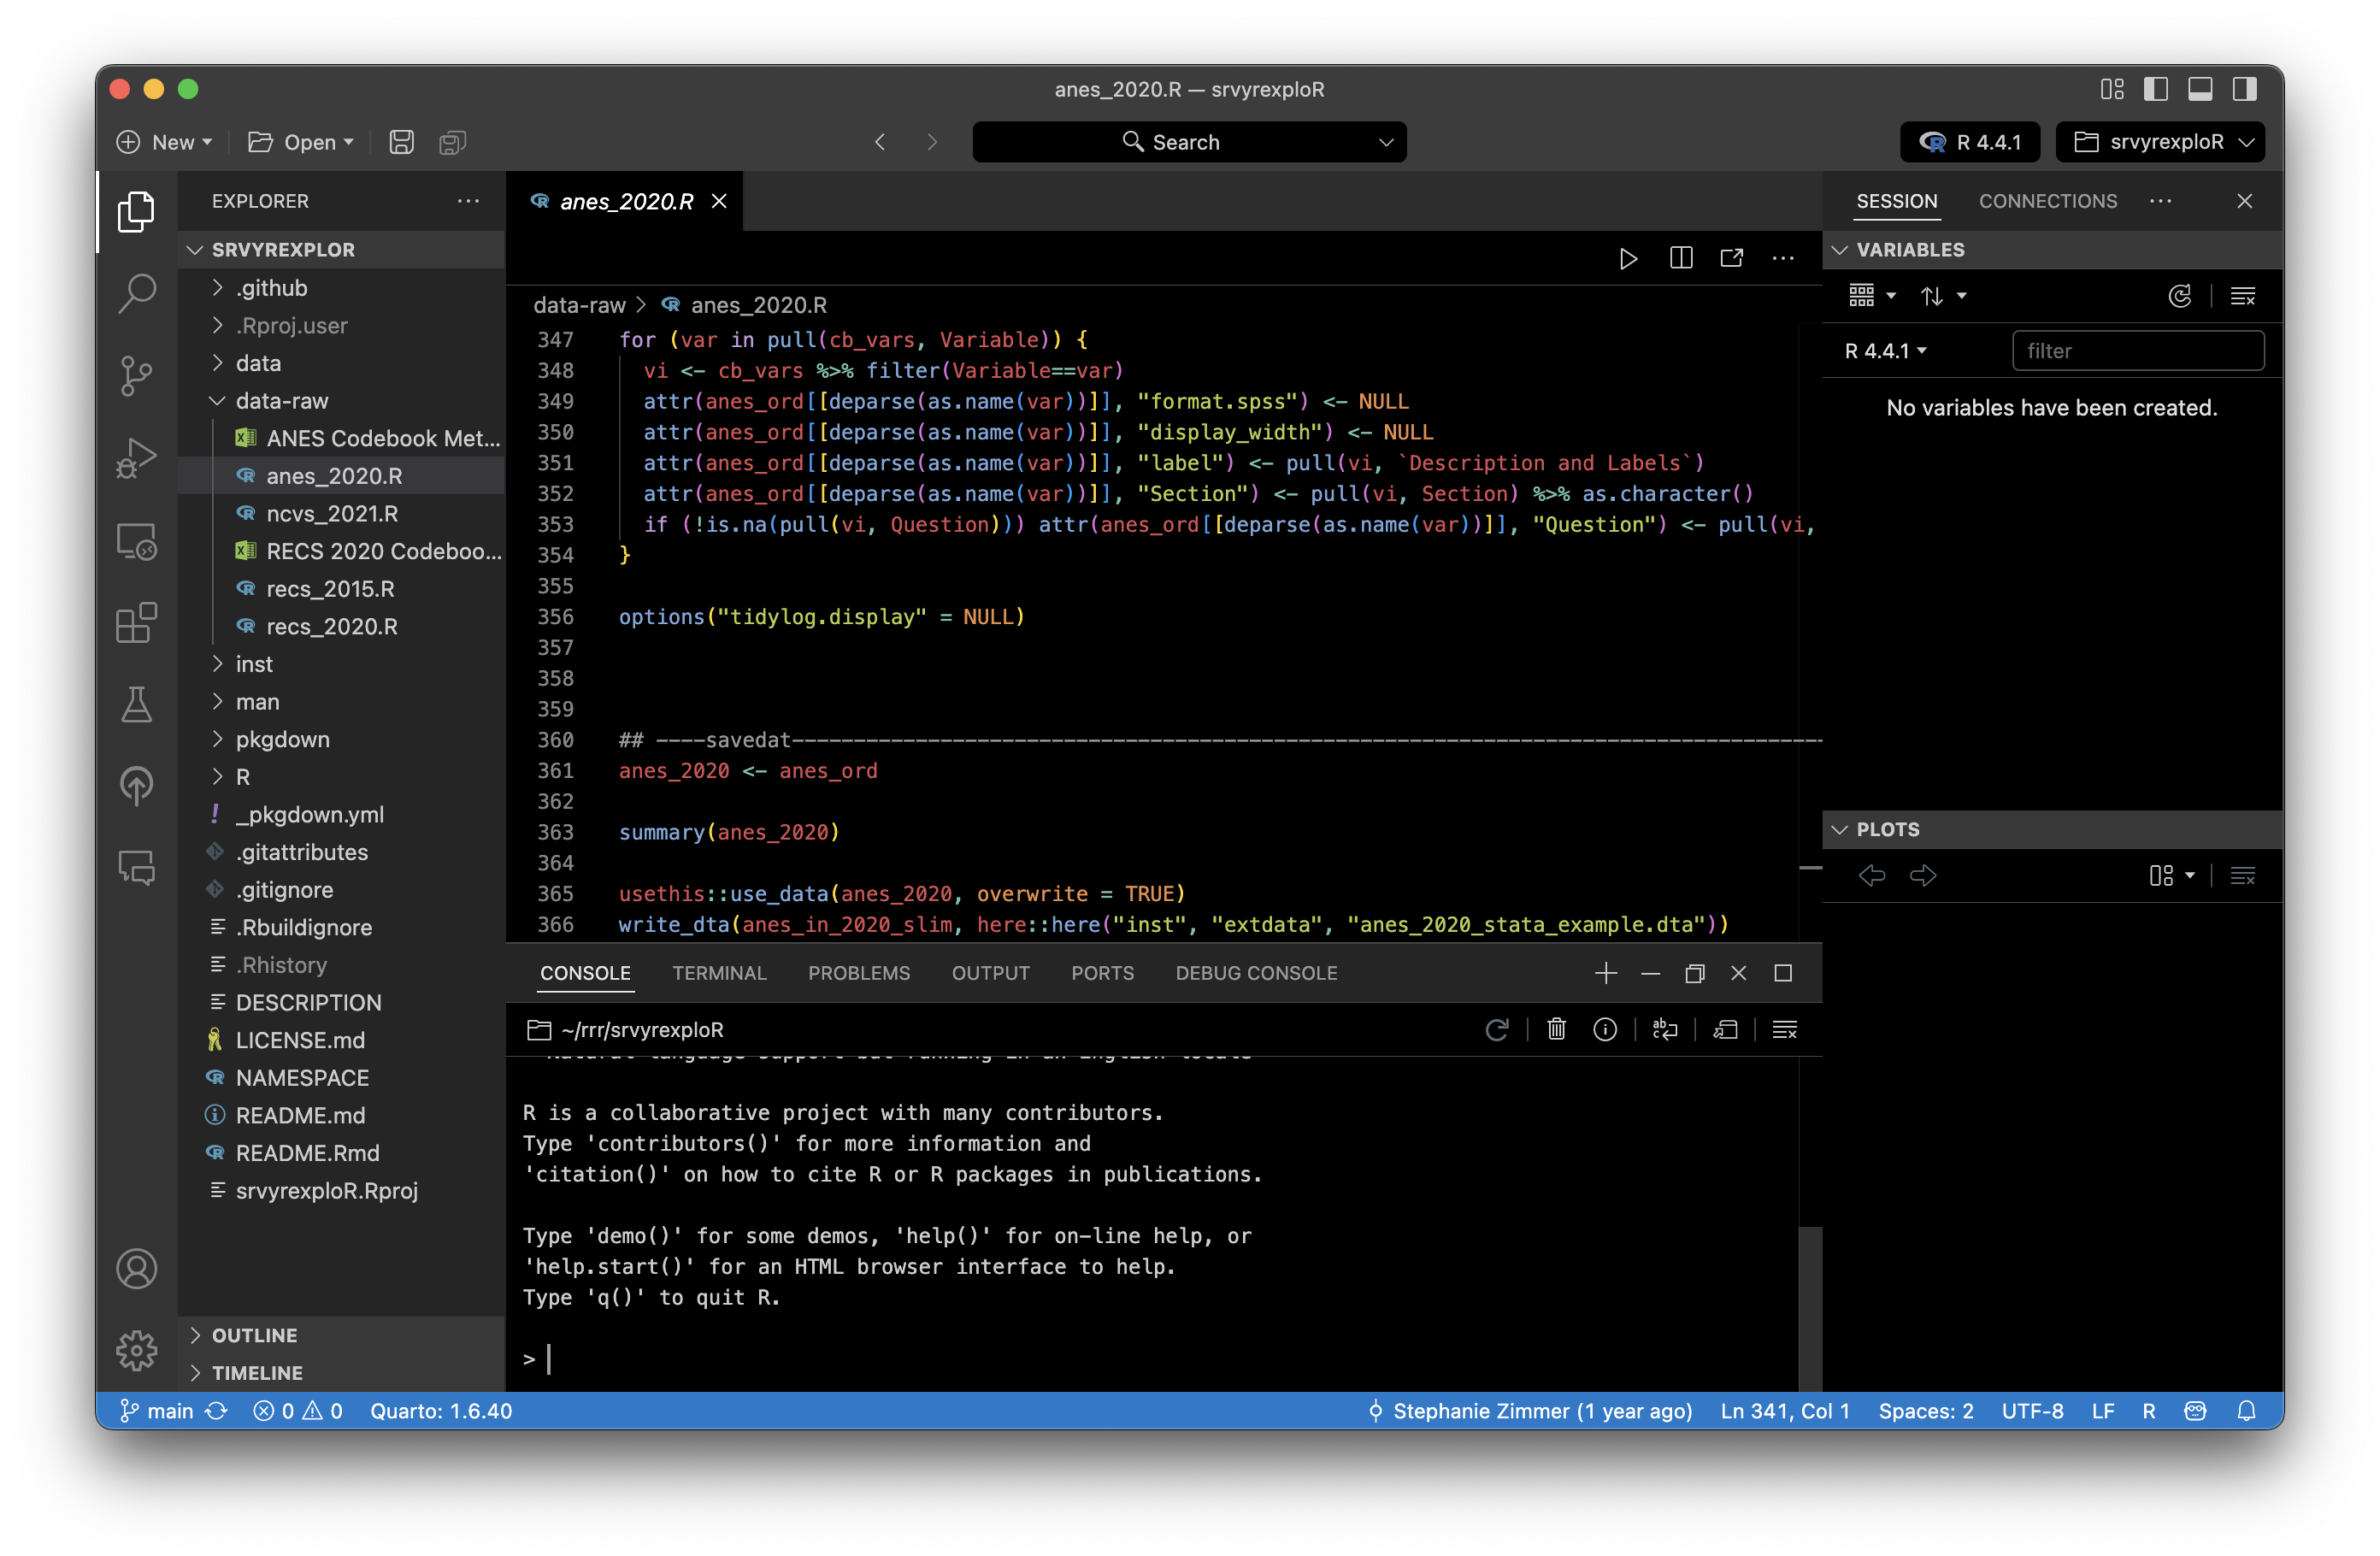 anes_2020.R — srvyrexploR
New
Open
Search
R 4.4.1
srvyrexploR
EXPLORER
SRVYREXPLOR
.github
.Rproj.user
data
data-raw
ANES Codebook Met...
anes_2020.R
ncvs_2021.R
RECS 2020 Codeboo...
recs_2015.R
recs_2020.R
inst
man
pkgdown
R
_pkgdown.yml
.gitattributes
.gitignore
.Rbuildignore
.Rhistory
DESCRIPTION
LICENSE.md
NAMESPACE
README.md
README.Rmd
srvyrexploR.Rproj
OUTLINE
TIMELINE
anes_2020.R
data-raw > anes_2020.R
347 for (var in pull(cb_vars, Variable)) {
348 vi <- cb_vars %>% filter(Variable==var)
349 attr(anes_ord[[deparse(as.name(var))]], "format.spss") <- NULL
350 attr(anes_ord[[deparse(as.name(var))]], "display_width") <- NULL
351 attr(anes_ord[[deparse(as.name(var))]], "label") <- pull(vi, `Description and Labels`)
352 attr(anes_ord[[deparse(as.name(var))]], "Section") <- pull(vi, Section) %>% as.character()
353 if (!is.na(pull(vi, Question))) attr(anes_ord[[deparse(as.name(var))]], "Question") <- pull(vi,
354 }
355
356 options("tidylog.display" = NULL)
357
358
359
360 ## ----savedat------------------------------------------------------------------------------------
361 anes_2020 <- anes_ord
362
363 summary(anes_2020)
364
365 usethis::use_data(anes_2020, overwrite = TRUE)
366 write_dta(anes_in_2020_slim, here::here("inst", "extdata", "anes_2020_stata_example.dta"))
CONSOLE TERMINAL PROBLEMS OUTPUT PORTS DEBUG CONSOLE
~/rrr/srvyrexploR
Natural language support but running in an English locale
R is a collaborative project with many contributors.
Type 'contributors()' for more information and
'citation()' on how to cite R or R packages in publications.
Type 'demo()' for some demos, 'help()' for on-line help, or
'help.start()' for an HTML browser interface to help.
Type 'q()' to quit R.
>
SESSION CONNECTIONS
VARIABLES
R 4.4.1
filter
No variables have been created.
PLOTS
main 0 0 Quarto: 1.6.40
Stephanie Zimmer (1 year ago) Ln 341, Col 1 Spaces: 2 UTF-8 LF R